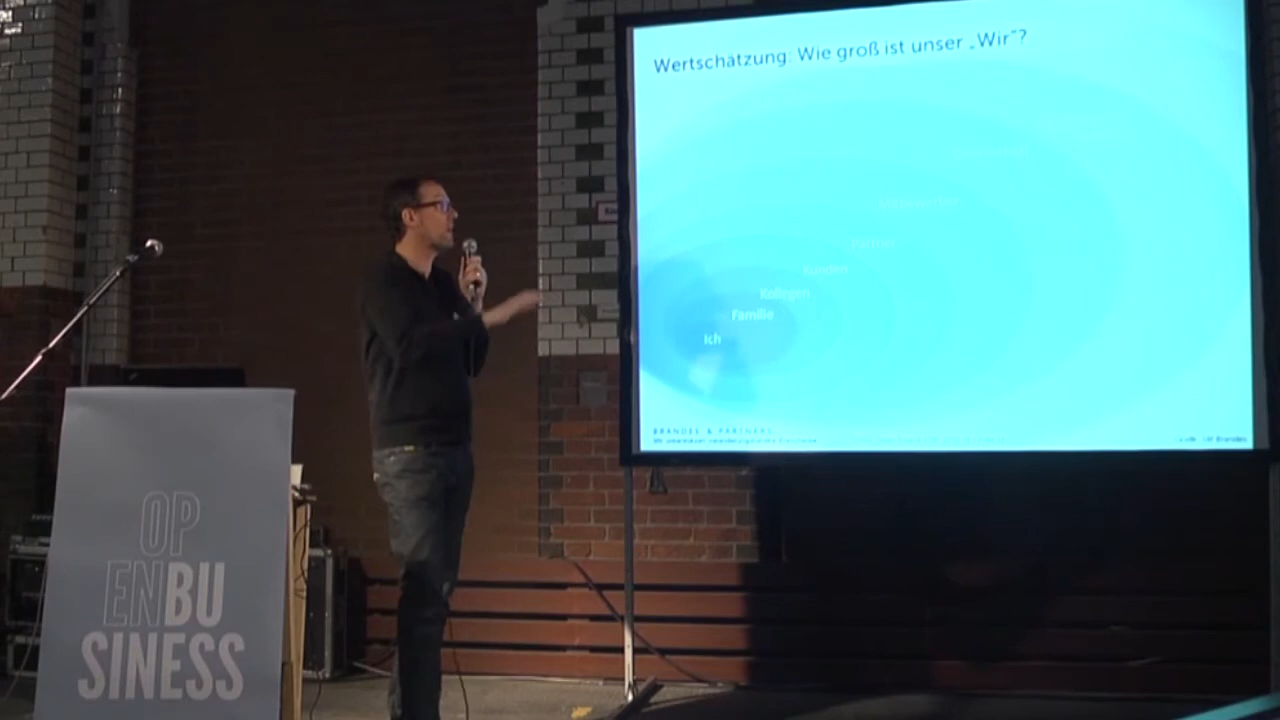 Wertschätzung: Wie groß ist unser „Wir“?
Partner
Kunden
Kollegen
Familie
Ich
BRANDES & PARTNERS
OP
ENBU
SINESS